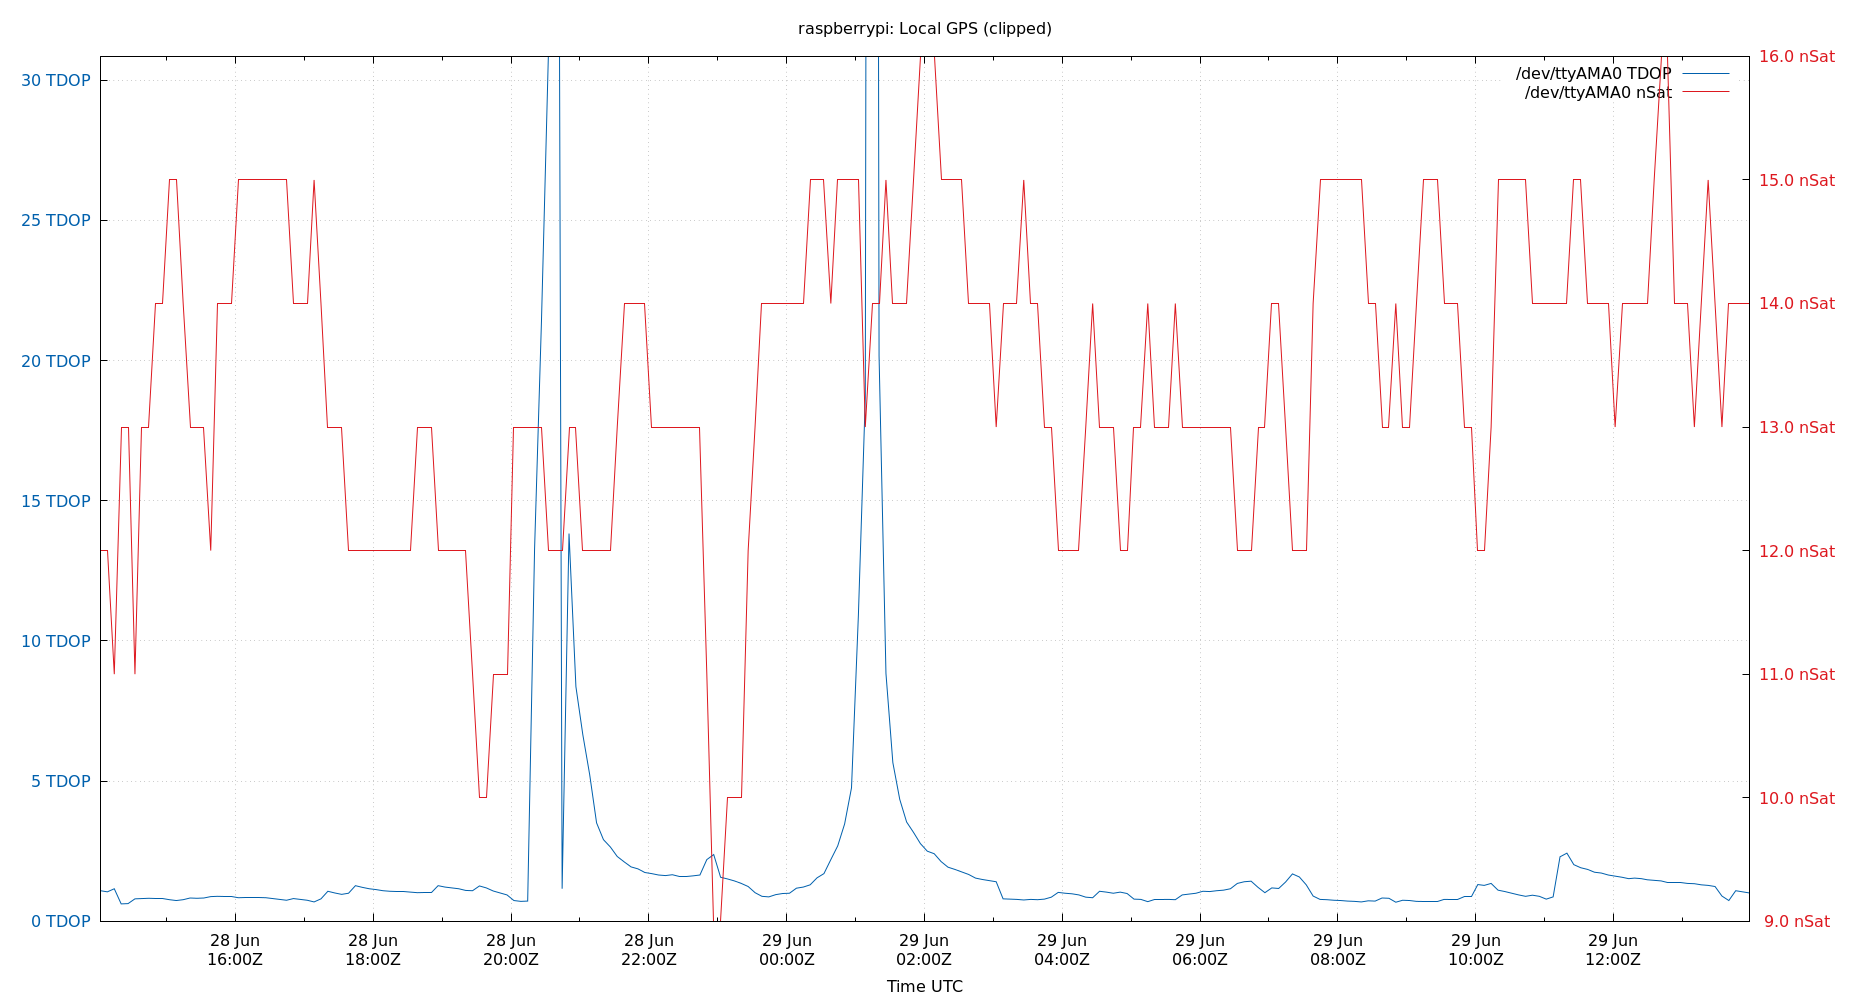 raspberrypi: Local GPS (clipped)
30 TDOP
25 TDOP
20 TDOP
15 TDOP
10 TDOP
5 TDOP
0 TDOP
/dev/ttyAMA0 TDOP
/dev/ttyAMA0 nSat
16.0 nSat
15.0 nSat
14.0 nSat
13.0 nSat
12.0 nSat
11.0 nSat
10.0 nSat
9.0 nSat
28 Jun
16:00Z
28 Jun
18:00Z
28 Jun
20:00Z
28 Jun
22:00Z
29 Jun
00:00Z
29 Jun
02:00Z
29 Jun
04:00Z
29 Jun
06:00Z
29 Jun
08:00Z
29 Jun
10:00Z
29 Jun
12:00Z
Time UTC